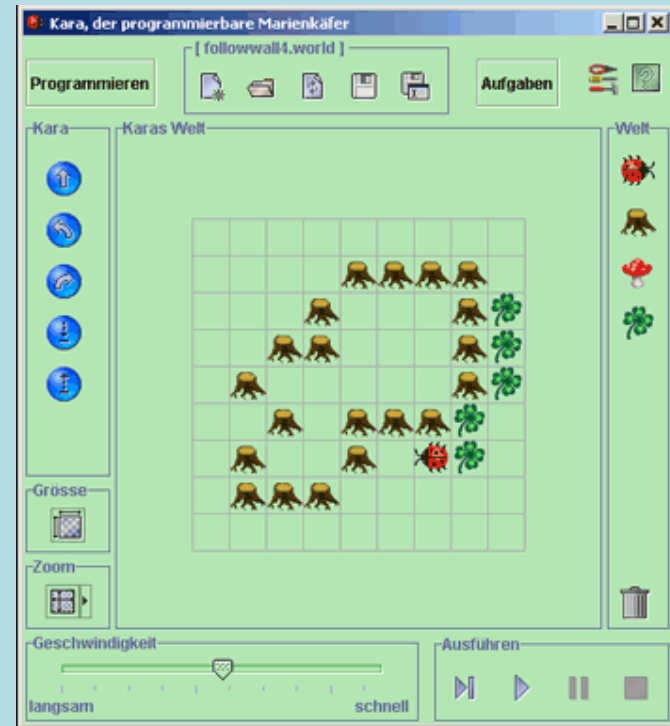 Kara, der programmierbare Marienkäfer
[ followwall4.world ]
Programmieren
Aufgaben
Kara
Karas Welt
Welt
Grösse
Zoom
Geschwindigkeit
langsam
schnell
Ausführen